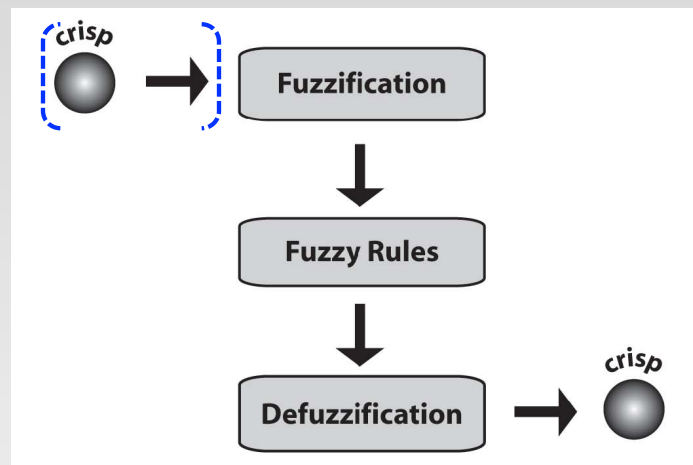 crisp
Fuzzification
Fuzzy Rules
Defuzzification
crisp